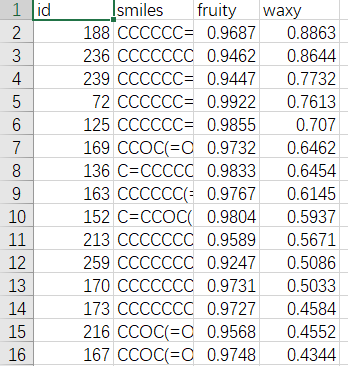 1 id smiles fruity waxy
2 188 CCCCCC= 0.9687 0.8863
3 236 CCCCCCC 0.9462 0.8644
4 239 CCCCCC= 0.9447 0.7732
5 72 CCCCCC= 0.9922 0.7613
6 125 CCCCCC= 0.9855 0.707
7 169 CCOC(=O 0.9732 0.6462
8 136 C=CCCCC 0.9833 0.6454
9 163 CCCCCC(= 0.9767 0.6145
10 152 C=CCOC( 0.9804 0.5937
11 213 CCCCCCC 0.9589 0.5671
12 259 CCCCCCC 0.9247 0.5086
13 170 CCCCCCC 0.9731 0.5033
14 173 CCCCCCC 0.9727 0.4584
15 216 CCOC(=O 0.9568 0.4552
16 167 CCOC(=O 0.9748 0.4344